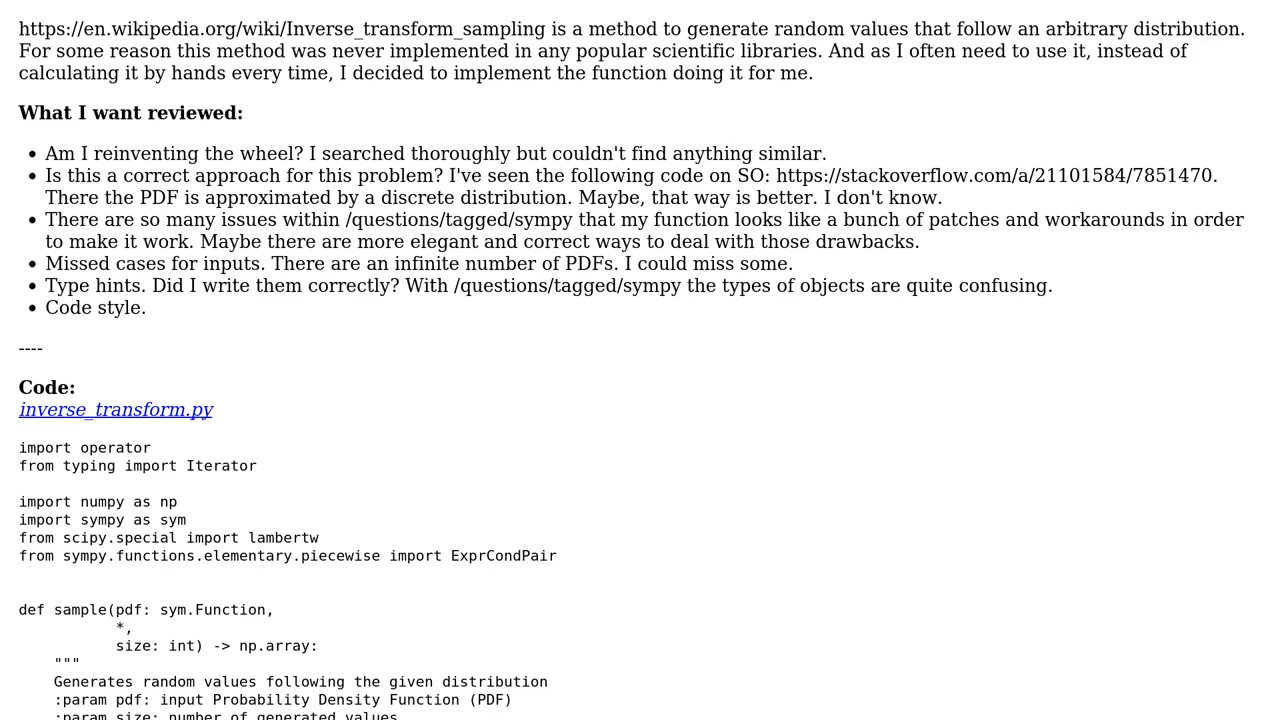 https://en.wikipedia.org/wiki/Inverse_transform_sampling is a method to generate random values that follow an arbitrary distribution.
For some reason this method was never implemented in any popular scientific libraries. And as I often need to use it, instead of
calculating it by hands every time, I decided to implement the function doing it for me.
What I want reviewed:
• Am I reinventing the wheel? I searched thoroughly but couldn't find anything similar.
• Is this a correct approach for this problem? I've seen the following code on SO: https://stackoverflow.com/a/21101584/7851470.
There the PDF is approximated by a discrete distribution. Maybe, that way is better. I don't know.
• There are so many issues within /questions/tagged/sympy that my function looks like a bunch of patches and workarounds in order
to make it work. Maybe there are more elegant and correct ways to deal with those drawbacks.
• Missed cases for inputs. There are an infinite number of PDFs. I could miss some.
• Type hints. Did I write them correctly? With /questions/tagged/sympy the types of objects are quite confusing.
• Code style.
----
Code:
inverse_transform.py
import operator
from typing import Iterator
import numpy as np
import sympy as sym
from scipy.special import lambertw
from sympy.functions.elementary.piecewise import ExprCondPair
def sample(pdf: sym.Function,
*,
size: int) -> np.array:
"""
Generates random values following the given distribution
:param pdf: input Probability Density Function (PDF)
:param size: number of generated values